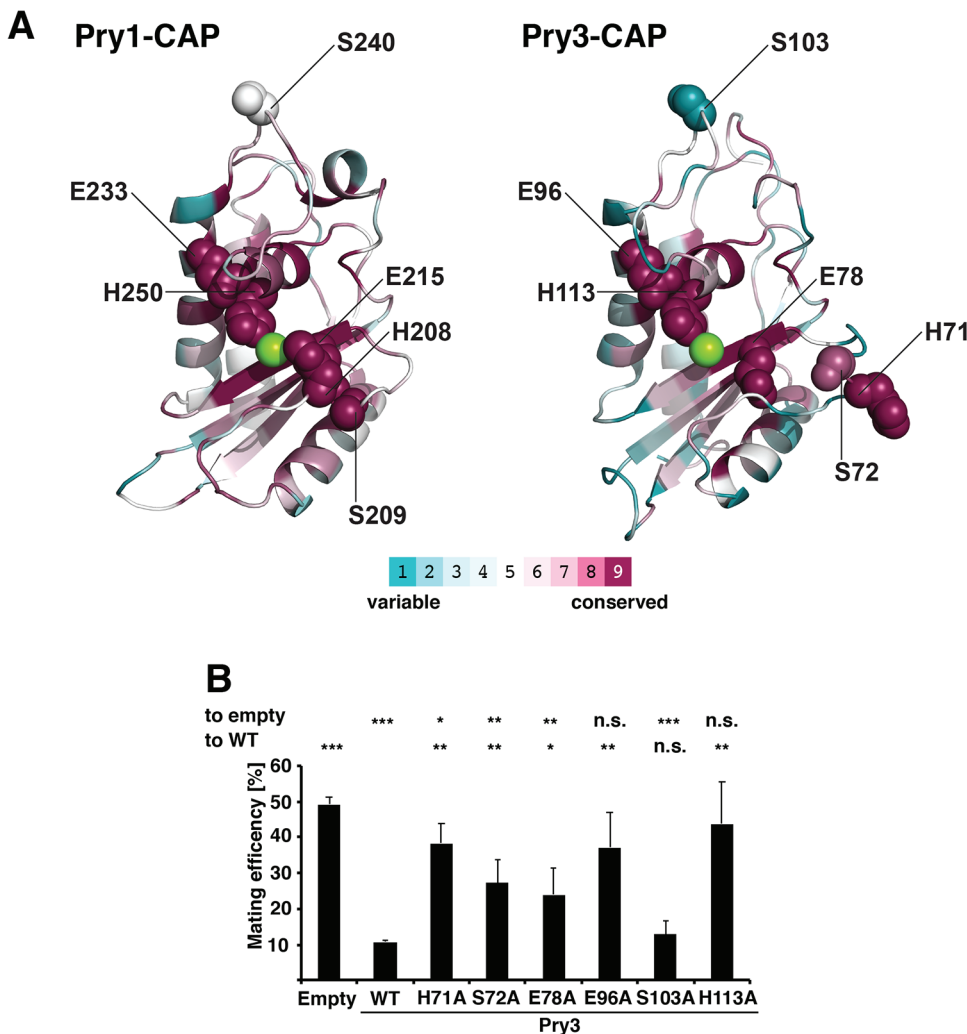 A
Pry1-CAP
Pry3-CAP
S240
S103
E233
E96
H250
E215
H113
E78
H208
H71
S209
S72
1 2 3 4 5 6 7 8 9
variable conserved
B
to empty *** * ** ** n.s. *** n.s.
to WT *** ** ** * ** n.s. **
Mating efficency [%]
60
50
40
30
20
10
Empty WT H71A S72A E78A E96A S103A H113A
Pry3